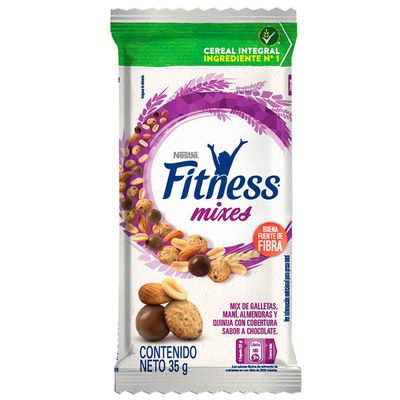 CEREAL INTEGRAL
INGREDIENTE N° 1
Nestlé
Fitness
mixes
BUENA
FUENTE DE
FIBRA
MIX DE GALLETAS,
MANÍ, ALMENDRAS Y
QUINUA CON COBERTURA
SABOR A CHOCOLATE.
CONTENIDO
NETO 35 g